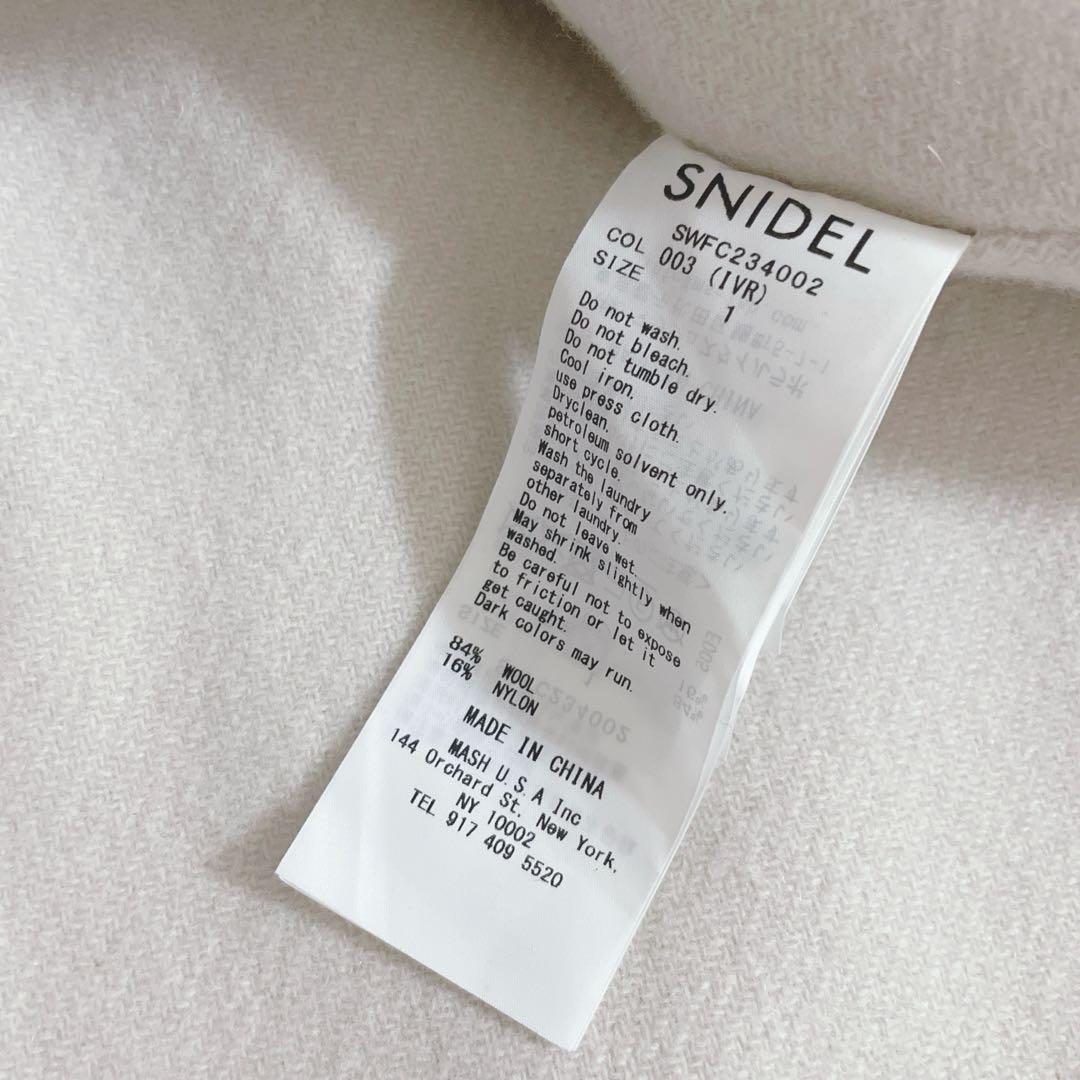 SNIDEL
SWFC234002
COL 003 (IVR)
SIZE 1
Do not wash.
Do not bleach.
Do not tumble dry.
Cool iron.
use press cloth.
Dryclean.
petroleum solvent only.
short cycle.
Wash the laundry
separately from
other laundry.
Do not leave wet.
May shrink slightly when
washed.
Be careful not to expose
to friction or let it
get caught.
Dark colors may run.
84% WOOL
16% NYLON
MADE IN CHINA
MASH U.S.A Inc
144 Orchard St. New York,
NY 10002
TEL 917 409 5520